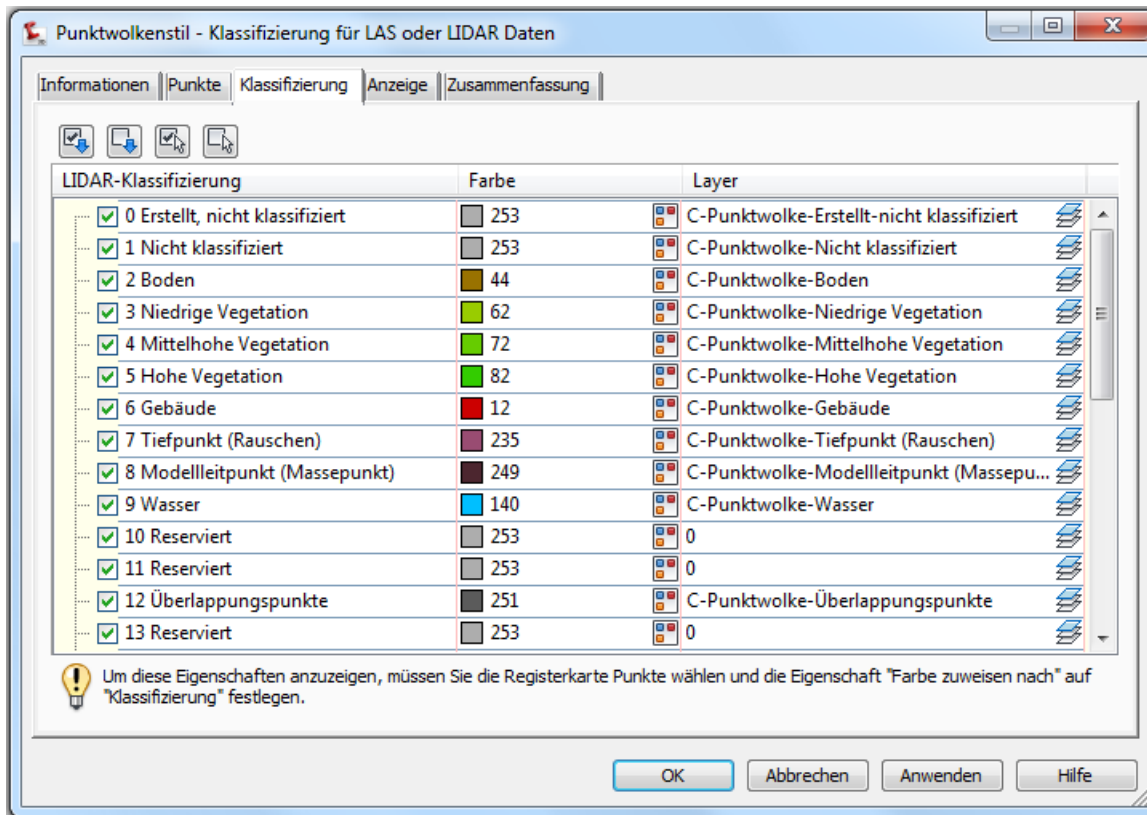 Punktwolkenstil - Klassifizierung für LAS oder LIDAR Daten
Informationen Punkte Klassifizierung Anzeige Zusammenfassung
LIDAR-Klassifizierung Farbe Layer
0 Erstellt, nicht klassifiziert 253 C-Punktwolke-Erstellt-nicht klassifiziert
1 Nicht klassifiziert 253 C-Punktwolke-Nicht klassifiziert
2 Boden 44 C-Punktwolke-Boden
3 Niedrige Vegetation 62 C-Punktwolke-Niedrige Vegetation
4 Mittelhohe Vegetation 72 C-Punktwolke-Mittelhohe Vegetation
5 Hohe Vegetation 82 C-Punktwolke-Hohe Vegetation
6 Gebäude 12 C-Punktwolke-Gebäude
7 Tiefpunkt (Rauschen) 235 C-Punktwolke-Tiefpunkt (Rauschen)
8 Modellleitpunkt (Massepunkt) 249 C-Punktwolke-Modellleitpunkt (Massepu...
9 Wasser 140 C-Punktwolke-Wasser
10 Reserviert 253 0
11 Reserviert 253 0
12 Überlappungspunkte 251 C-Punktwolke-Überlappungspunkte
13 Reserviert 253 0
Um diese Eigenschaften anzuzeigen, müssen Sie die Registerkarte Punkte wählen und die Eigenschaft "Farbe zuweisen nach" auf
"Klassifizierung" festlegen.
OK Abbrechen Anwenden Hilfe